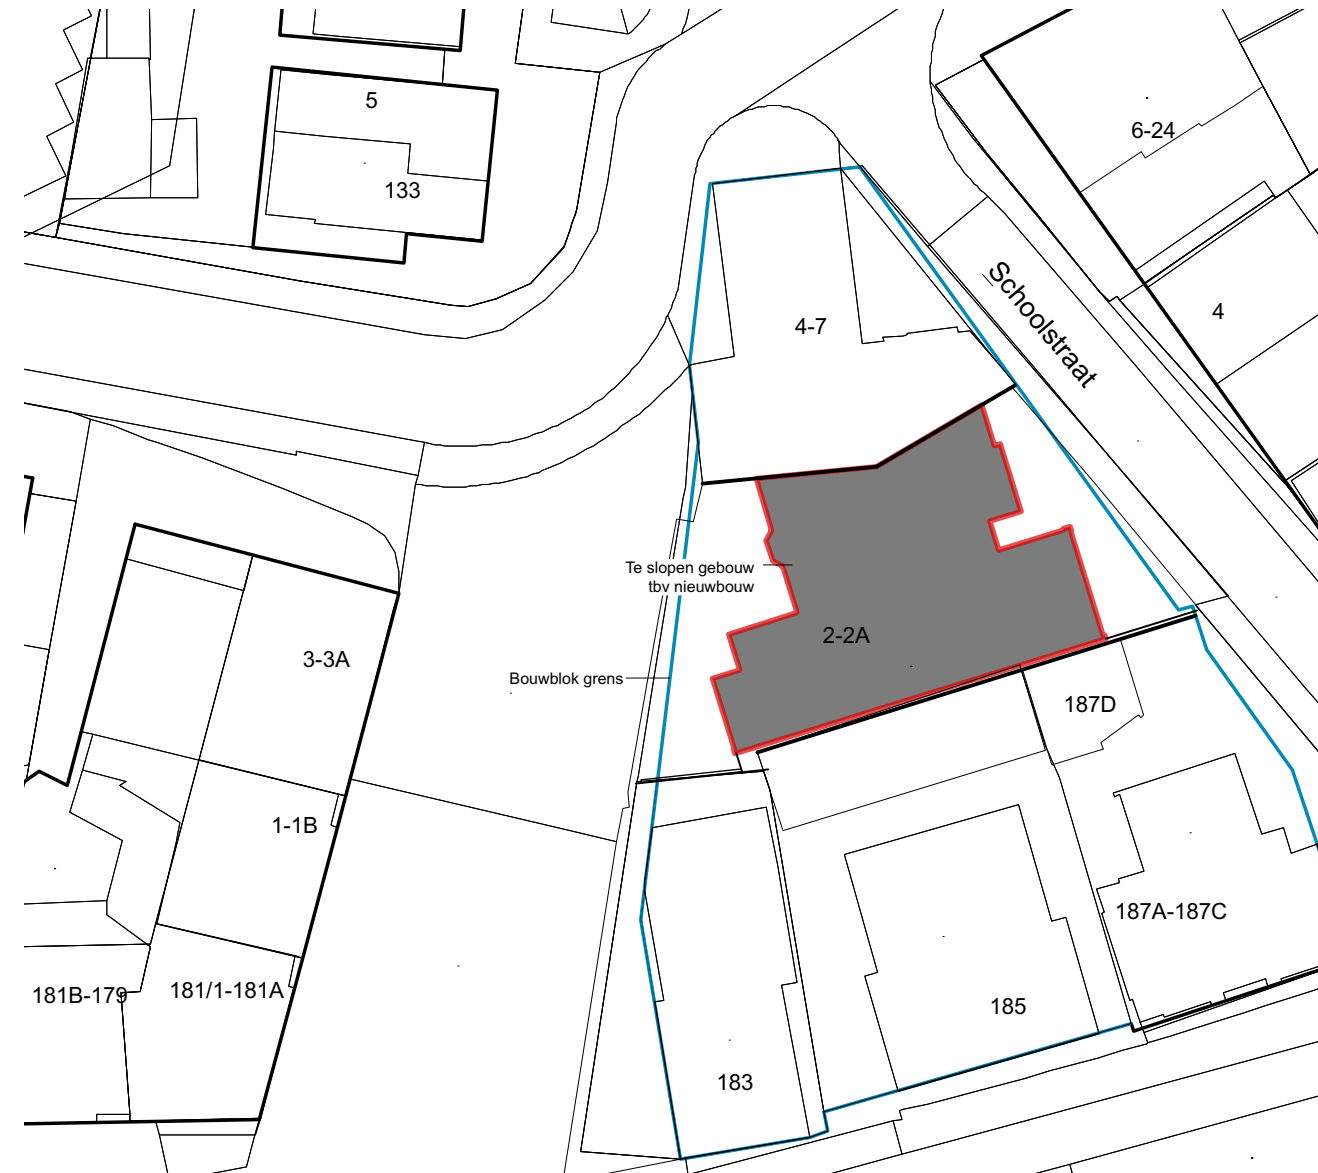 5
133
6-24
Schoolstraat
4
4-7
Te slopen gebouw
tbv nieuwbouw
2-2A
3-3A
Bouwblok grens
187D
1-1B
187A-187C
181B-179
181/1-181A
185
183